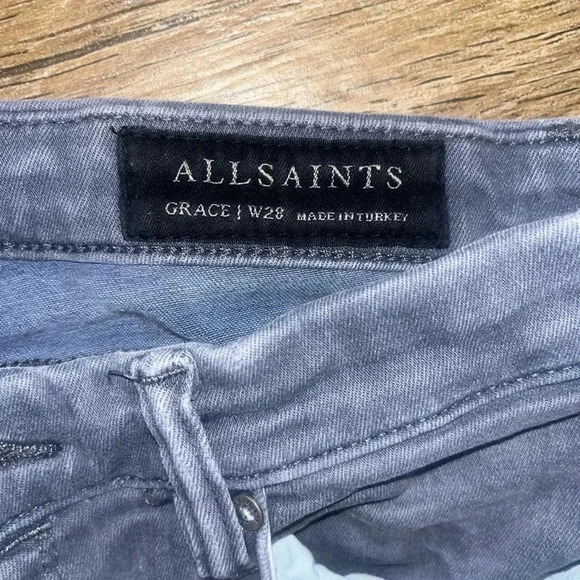 ALLSAINTS
GRACE | W28 MADE IN TURKEY